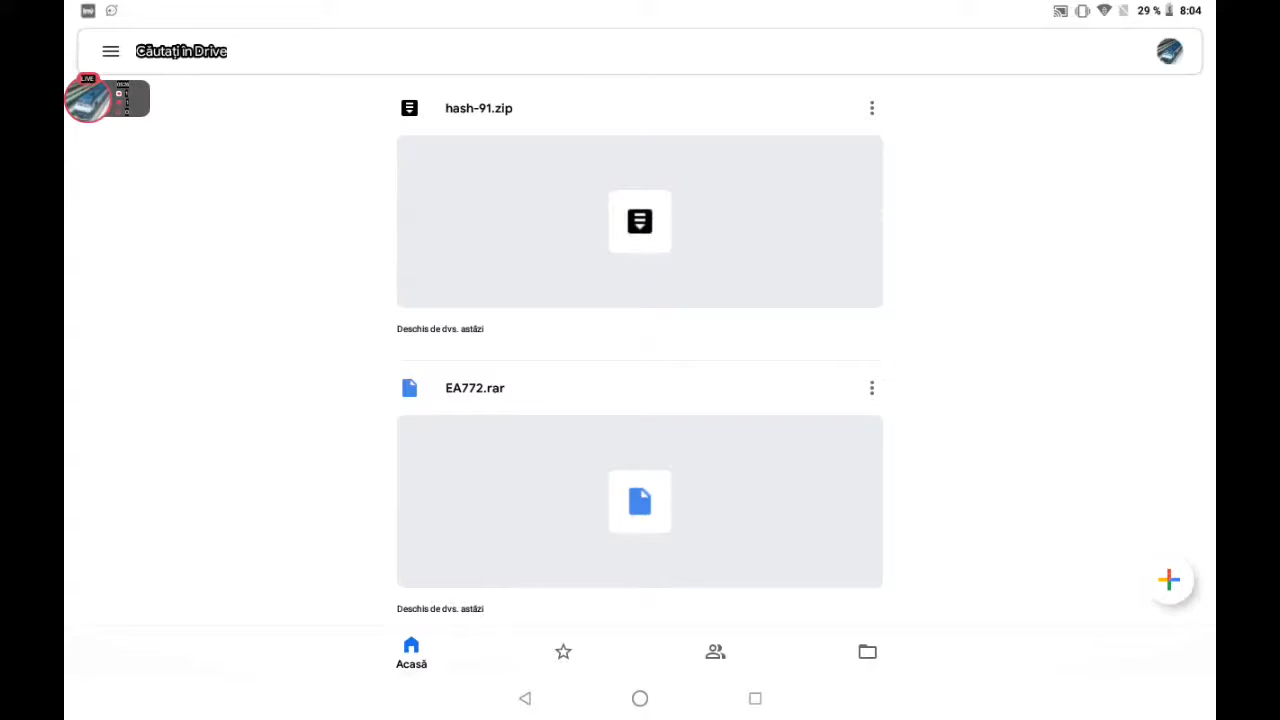 29 % 8:04
Căutați în Drive
LIVE
hash-91.zip
Deschis de dvs. astăzi
EA772.rar
Deschis de dvs. astăzi
Acasă